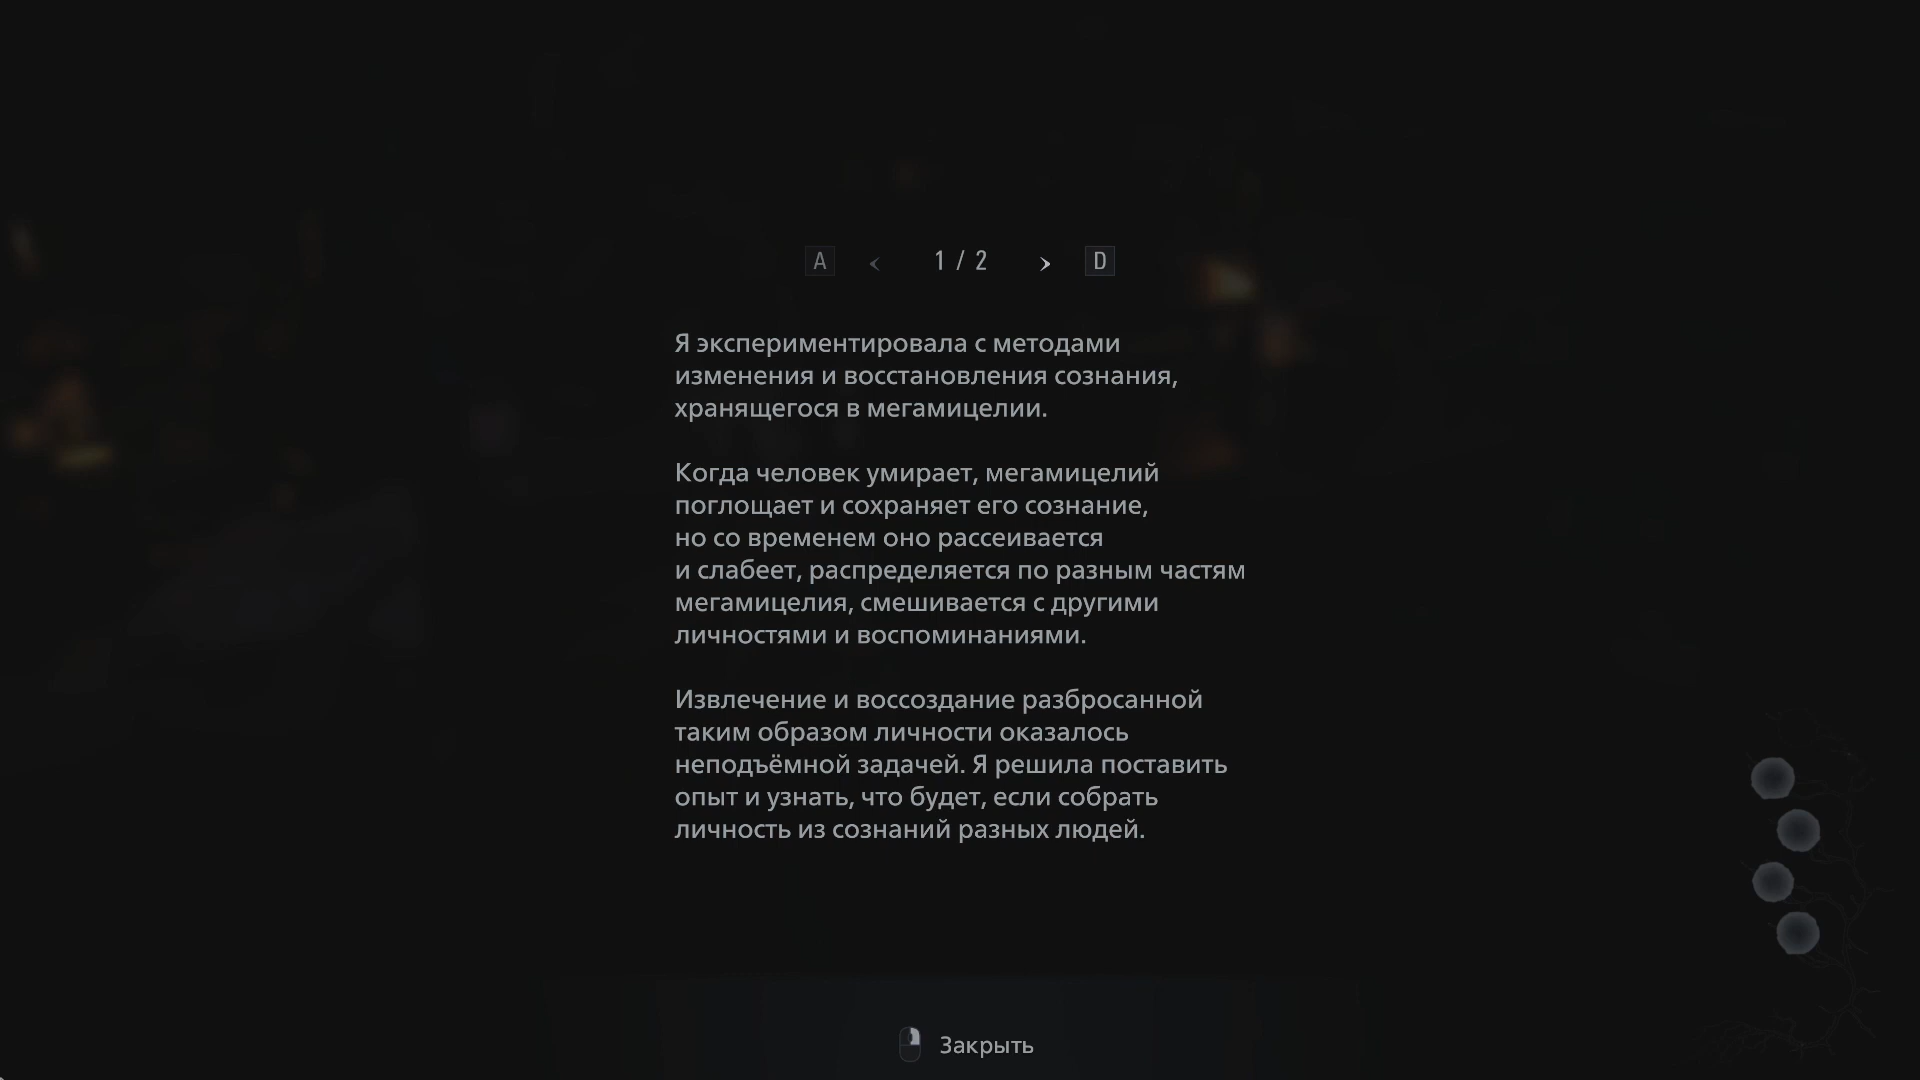 A < 1 / 2 > D
Я экспериментировала с методами
изменения и восстановления сознания,
хранящегося в мегамицелии.
Когда человек умирает, мегамицелий
поглощает и сохраняет его сознание,
но со временем оно рассеивается
и слабеет, распределяется по разным частям
мегамицелия, смешивается с другими
личностями и воспоминаниями.
Извлечение и воссоздание разбросанной
таким образом личности оказалось
неподъёмной задачей. Я решила поставить
опыт и узнать, что будет, если собрать
личность из сознаний разных людей.
Закрыть